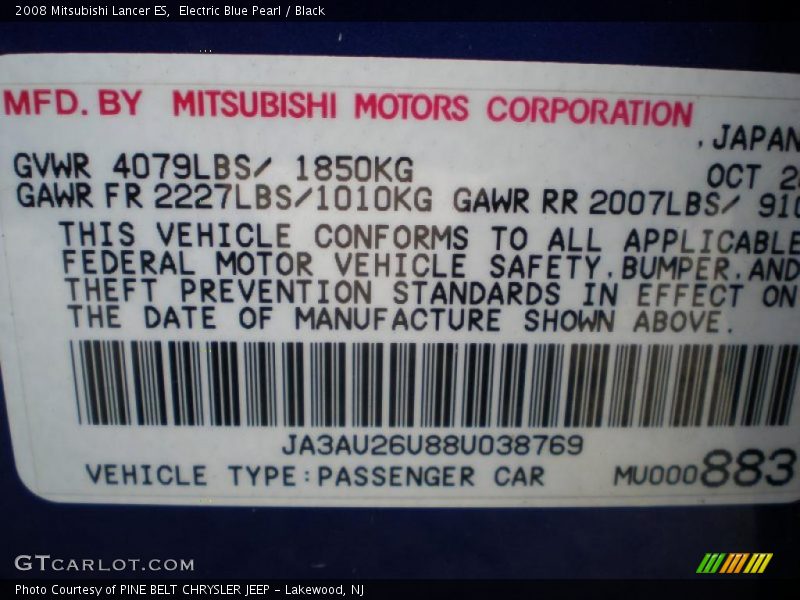 2008 Mitsubishi Lancer ES,  Electric Blue Pearl / Black
MFD. BY MITSUBISHI MOTORS CORPORATION
, JAPAN
GVWR 4079LBS/ 1850KG OCT
GAWR FR 2227LBS/1010KG GAWR RR 2007LBS/ 910
THIS VEHICLE CONFORMS TO ALL APPLICABLE
FEDERAL MOTOR VEHICLE SAFETY, BUMPER, AND
THEFT PREVENTION STANDARDS IN EFFECT ON
THE DATE OF MANUFACTURE SHOWN ABOVE.
JA3AU26U88U038769
VEHICLE TYPE:PASSENGER CAR MU000883
GTCARLOT.COM
Photo Courtesy of PINE BELT CHRYSLER JEEP - Lakewood, NJ